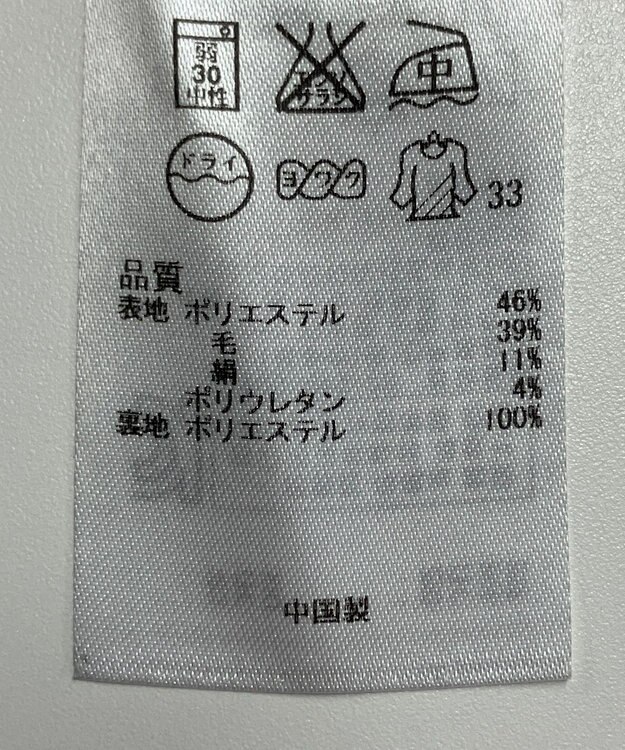 弱
30
中性
エンソ
サラシ
中
ドライ
ヨワク
33
品質
表地 ポリエステル 46%
毛 39%
絹 11%
ポリウレタン 4%
裏地 ポリエステル 100%
中国製